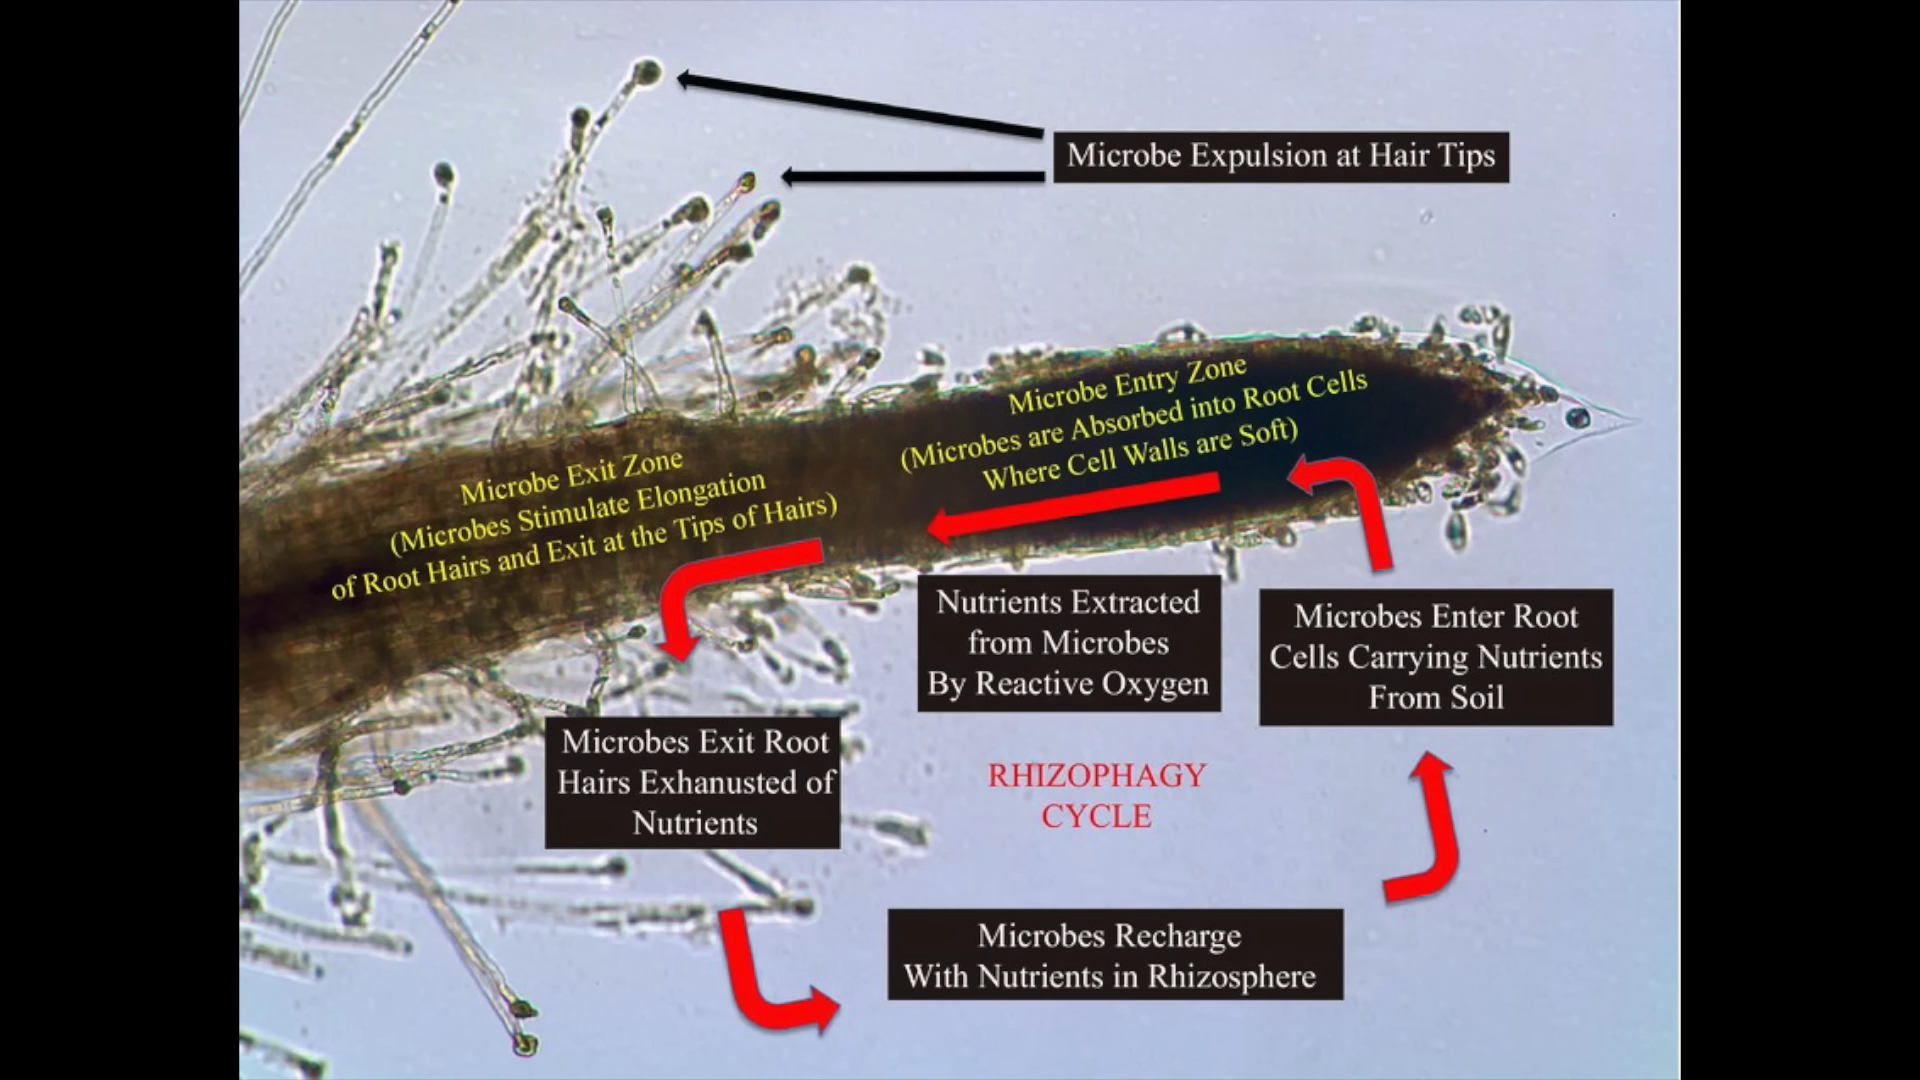 Microbe Expulsion at Hair Tips
Microbe Entry Zone
(Microbes are Absorbed into Root Cells
Where Cell Walls are Soft)
Microbe Exit Zone
(Microbes Stimulate Elongation
of Root Hairs and Exit at the Tips of Hairs)
Nutrients Extracted
from Microbes
By Reactive Oxygen
Microbes Enter Root
Cells Carrying Nutrients
From Soil
Microbes Exit Root
Hairs Exhanusted of
Nutrients
RHIZOPHAGY
CYCLE
Microbes Recharge
With Nutrients in Rhizosphere